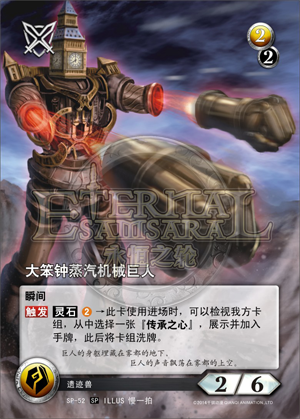 2
2
ETERNAL
SAMSARA
大笨钟蒸汽机械巨人
瞬间
触发 灵石 2 → 此卡使用进场时，可以检视我方卡
组，从中选择一张『传承之心』，展示并加入
手牌，此后将卡组洗牌。
巨人的身躯埋藏在雾都的地下。
巨人的声音飘荡在雾都的上空。
遗迹兽
2 / 6
SP-52 SP ILLUS 慢一拍